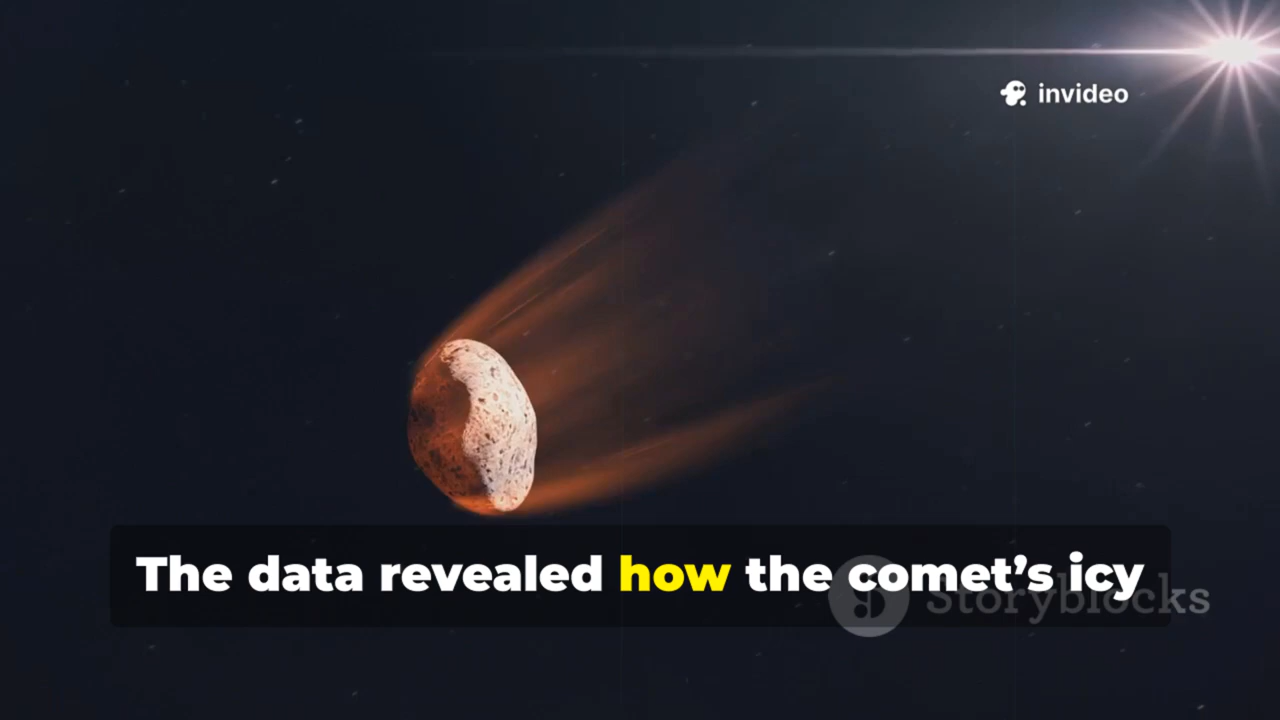 invideo
The data revealed how the comet’s icy
Storyblocks